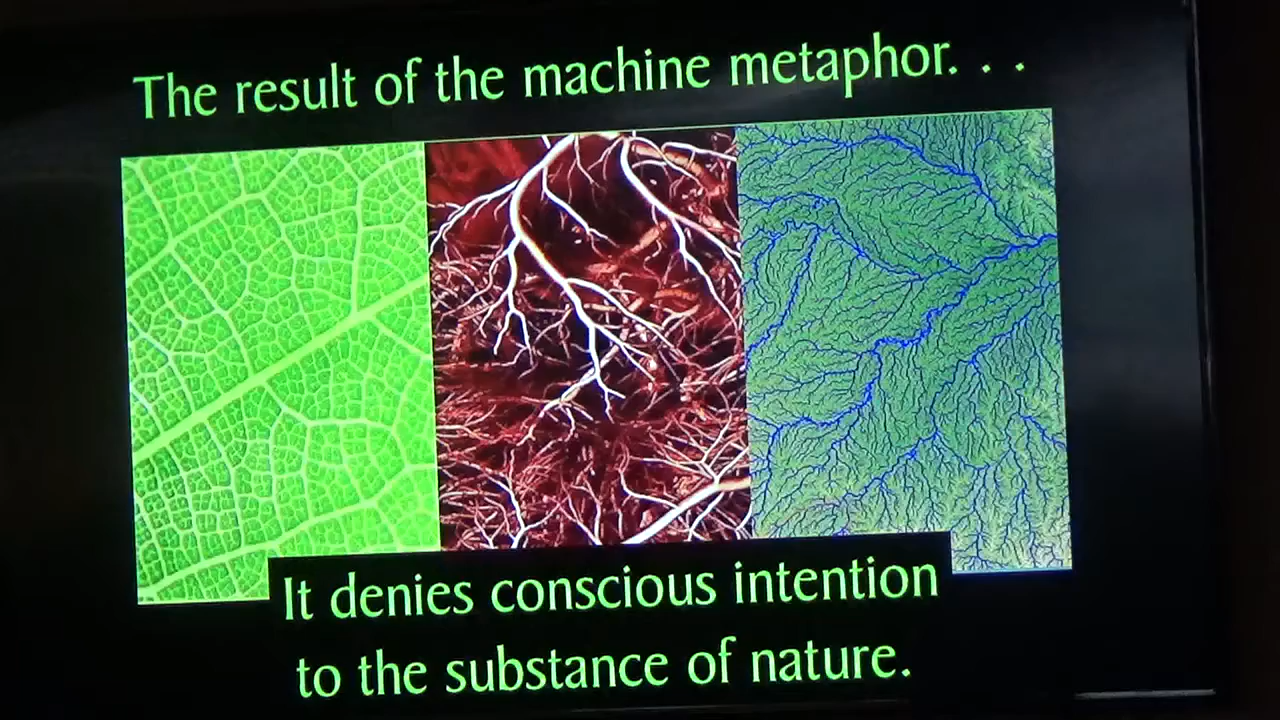 The result of the machine metaphor. . .
It denies conscious intention
to the substance of nature.